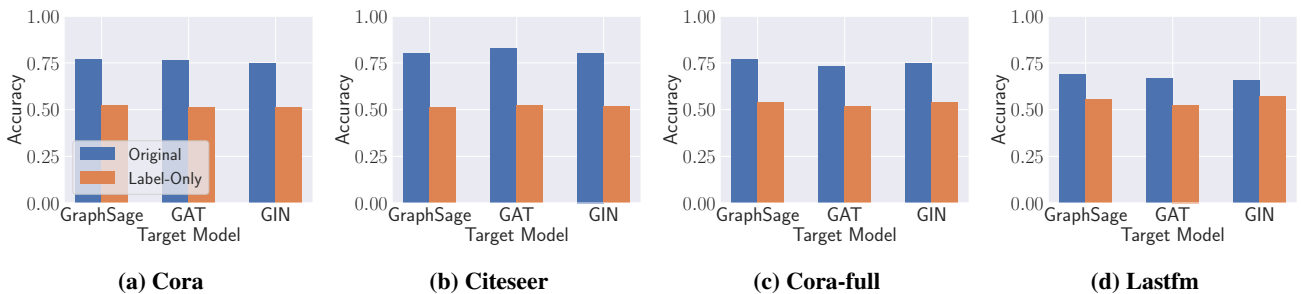 1.00
0.75
0.50
0.25
0.00
Accuracy
Original
Label-Only
GraphSage GAT GIN
Target Model
(a) Cora
1.00
0.75
0.50
0.25
0.00
Accuracy
GraphSage GAT GIN
Target Model
(b) Citeseer
1.00
0.75
0.50
0.25
0.00
Accuracy
GraphSage GAT GIN
Target Model
(c) Cora-full
1.00
0.75
0.50
0.25
0.00
Accuracy
GraphSage GAT GIN
Target Model
(d) Lastfm